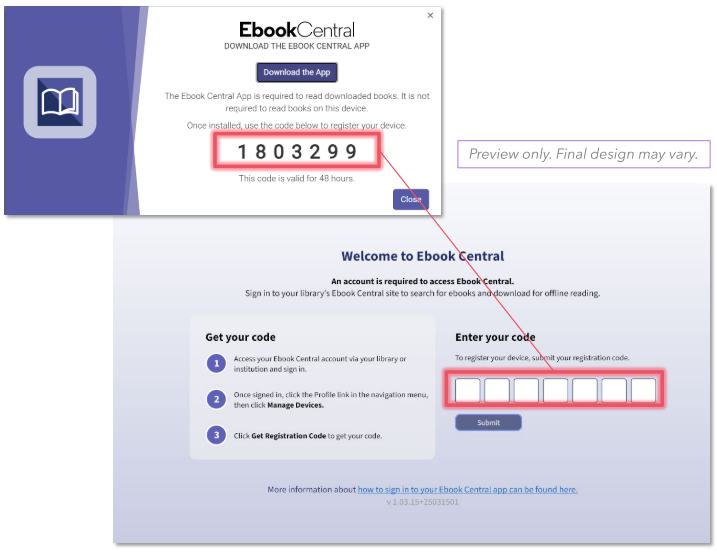 ×
EbookCentral
DOWNLOAD THE EBOOK CENTRAL APP
Download the App
The Ebook Central App is required to read downloaded books. It is not
required to read books on this device.
Once installed, use the code below to register your device.
1803299
This code is valid for 48 hours.
Close
Preview only. Final design may vary.
Welcome to Ebook Central
An account is required to access Ebook Central.
Sign in to your library's Ebook Central site to search for ebooks and download for offline reading.
Get your code
1 Access your Ebook Central account via your library or
institution and sign in.
2 Once signed in, click the Profile link in the navigation menu,
then click Manage Devices.
3 Click Get Registration Code to get your code.
Enter your code
To register your device, submit your registration code.
Submit
More information about how to sign in to your Ebook Central app can be found here.
v 1.03.15+25031501